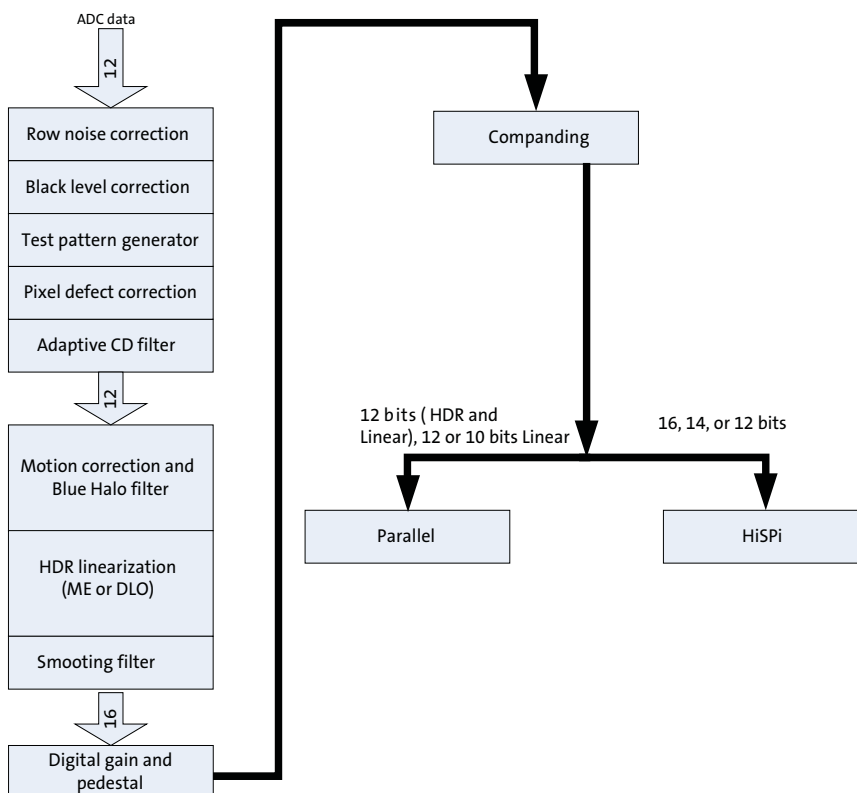 ADC data
12
Row noise correction
Black level correction
Test pattern generator
Pixel defect correction
Adaptive CD filter
12
Motion correction and
Blue Halo filter
HDR linearization
(ME or DLO)
Smooting filter
16
Digital gain and
pedestal
Companding
12 bits ( HDR and
Linear), 12 or 10 bits Linear
16, 14, or 12 bits
Parallel
HiSPi